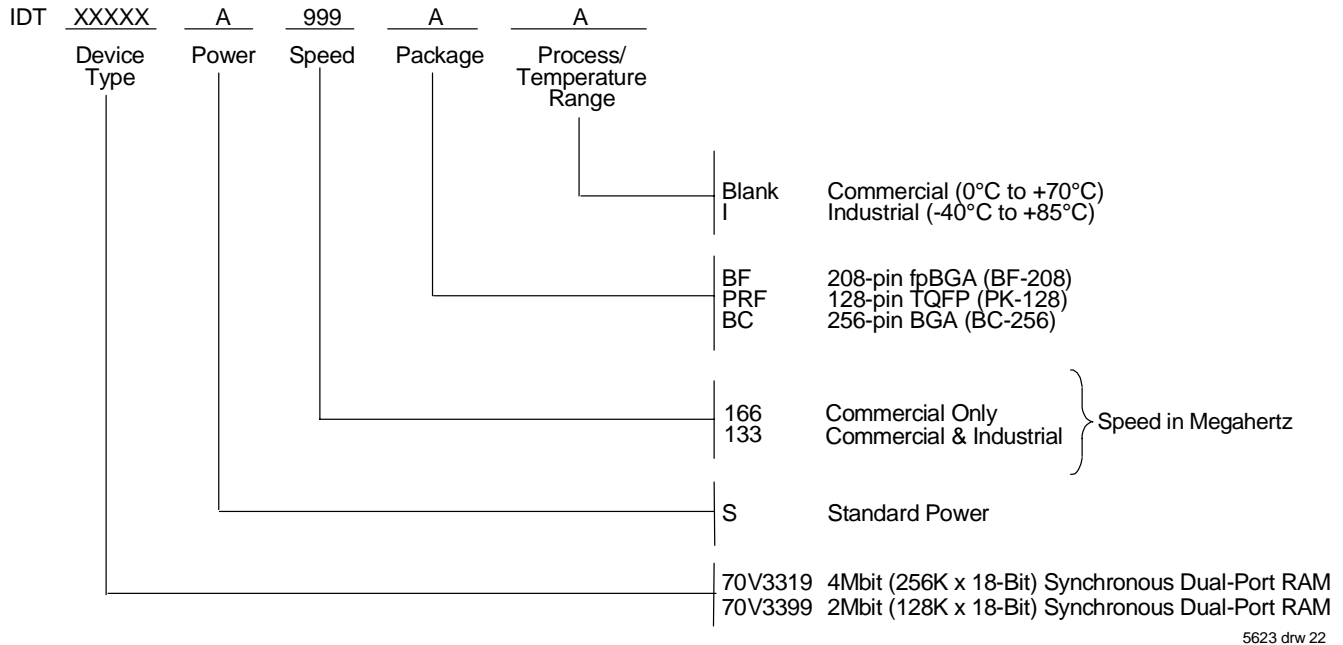 IDT XXXXX A 999 A A
Device Type Power Speed Package Process/ Temperature Range
Blank Commercial (0°C to +70°C)
I Industrial (-40°C to +85°C)
BF 208-pin fpBGA (BF-208)
PRF 128-pin TQFP (PK-128)
BC 256-pin BGA (BC-256)
166 Commercial Only
133 Commercial & Industrial
Speed in Megahertz
S Standard Power
70V3319 4Mbit (256K x 18-Bit) Synchronous Dual-Port RAM
70V3399 2Mbit (128K x 18-Bit) Synchronous Dual-Port RAM
5623 drw 22